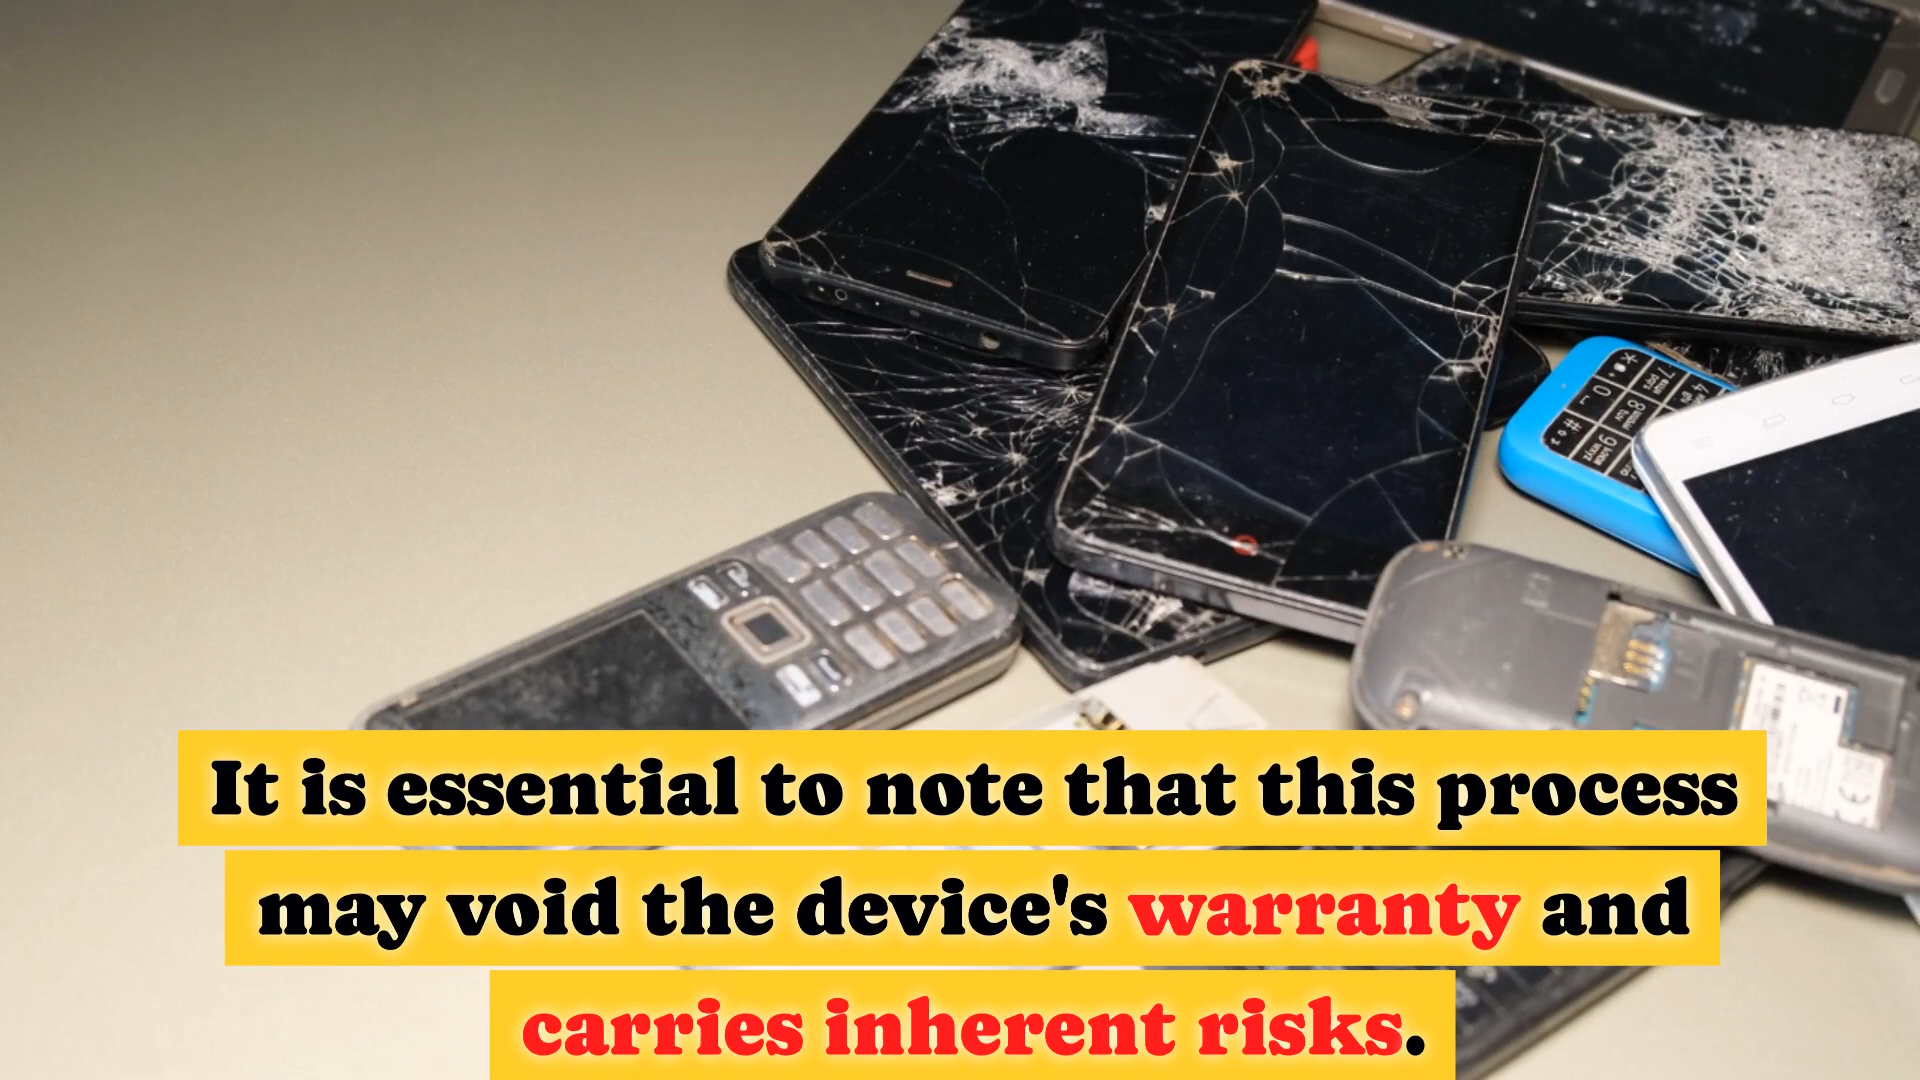 It is essential to note that this process
may void the device's warranty and
carries inherent risks.